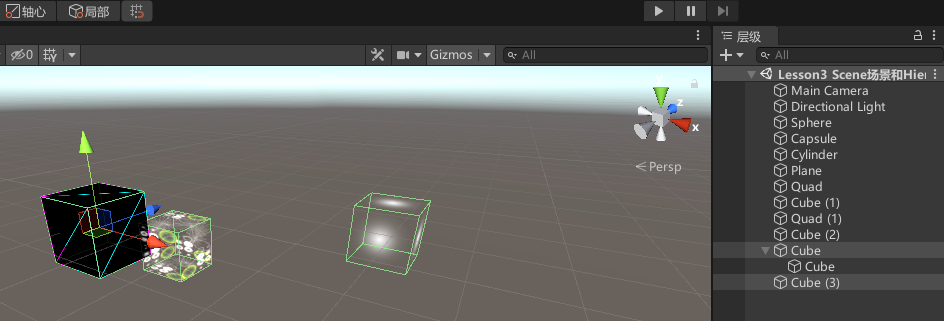 轴心 局部
0 Gizmos All
Persp
x
z
层级
All
Lesson3 Scene场景和Hier
Main Camera
Directional Light
Sphere
Capsule
Cylinder
Plane
Quad
Cube (1)
Quad (1)
Cube (2)
Cube
Cube
Cube (3)